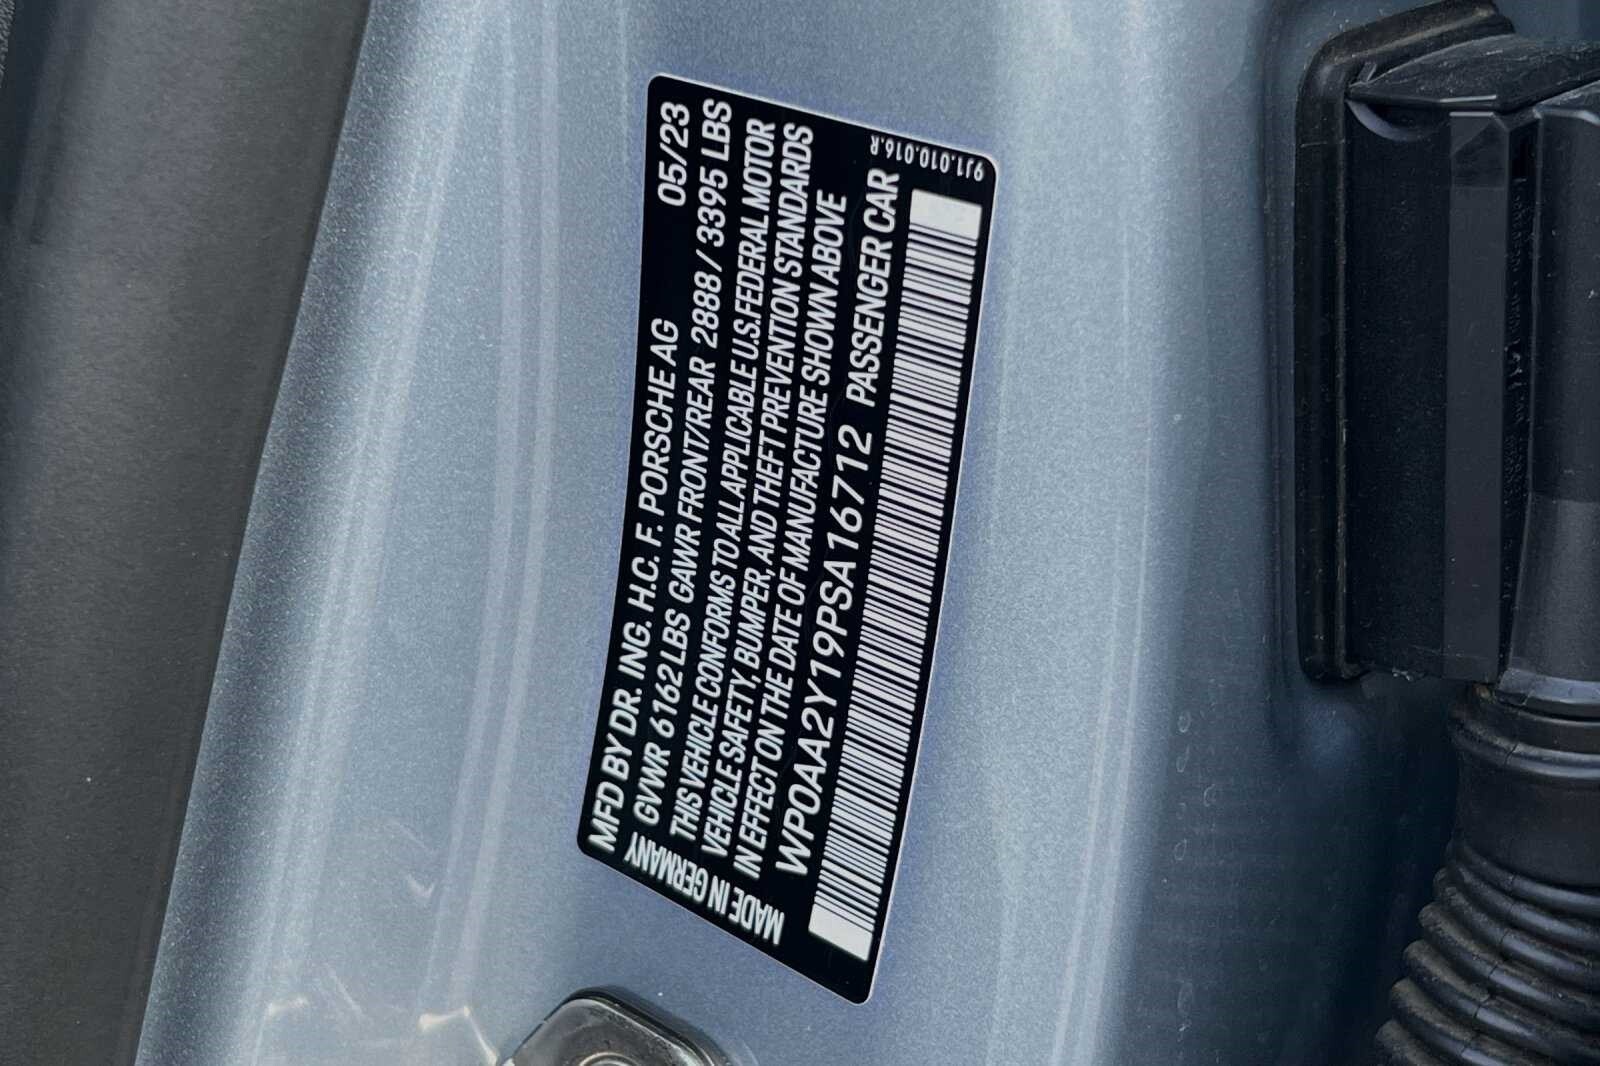 MFD BY DR. ING. H.C. F. PORSCHE AG 05/23
GVWR 6162 LBS GAWR FRONT/REAR 2888 / 3395 LBS
THIS VEHICLE CONFORMS TO ALL APPLICABLE U.S.FEDERAL MOTOR
VEHICLE SAFETY, BUMPER, AND THEFT PREVENTION STANDARDS
IN EFFECT ON THE DATE OF MANUFACTURE SHOWN ABOVE
WP0AA2Y19PSA16712 PASSENGER CAR
MADE IN GERMANY
9J1.010.016.R